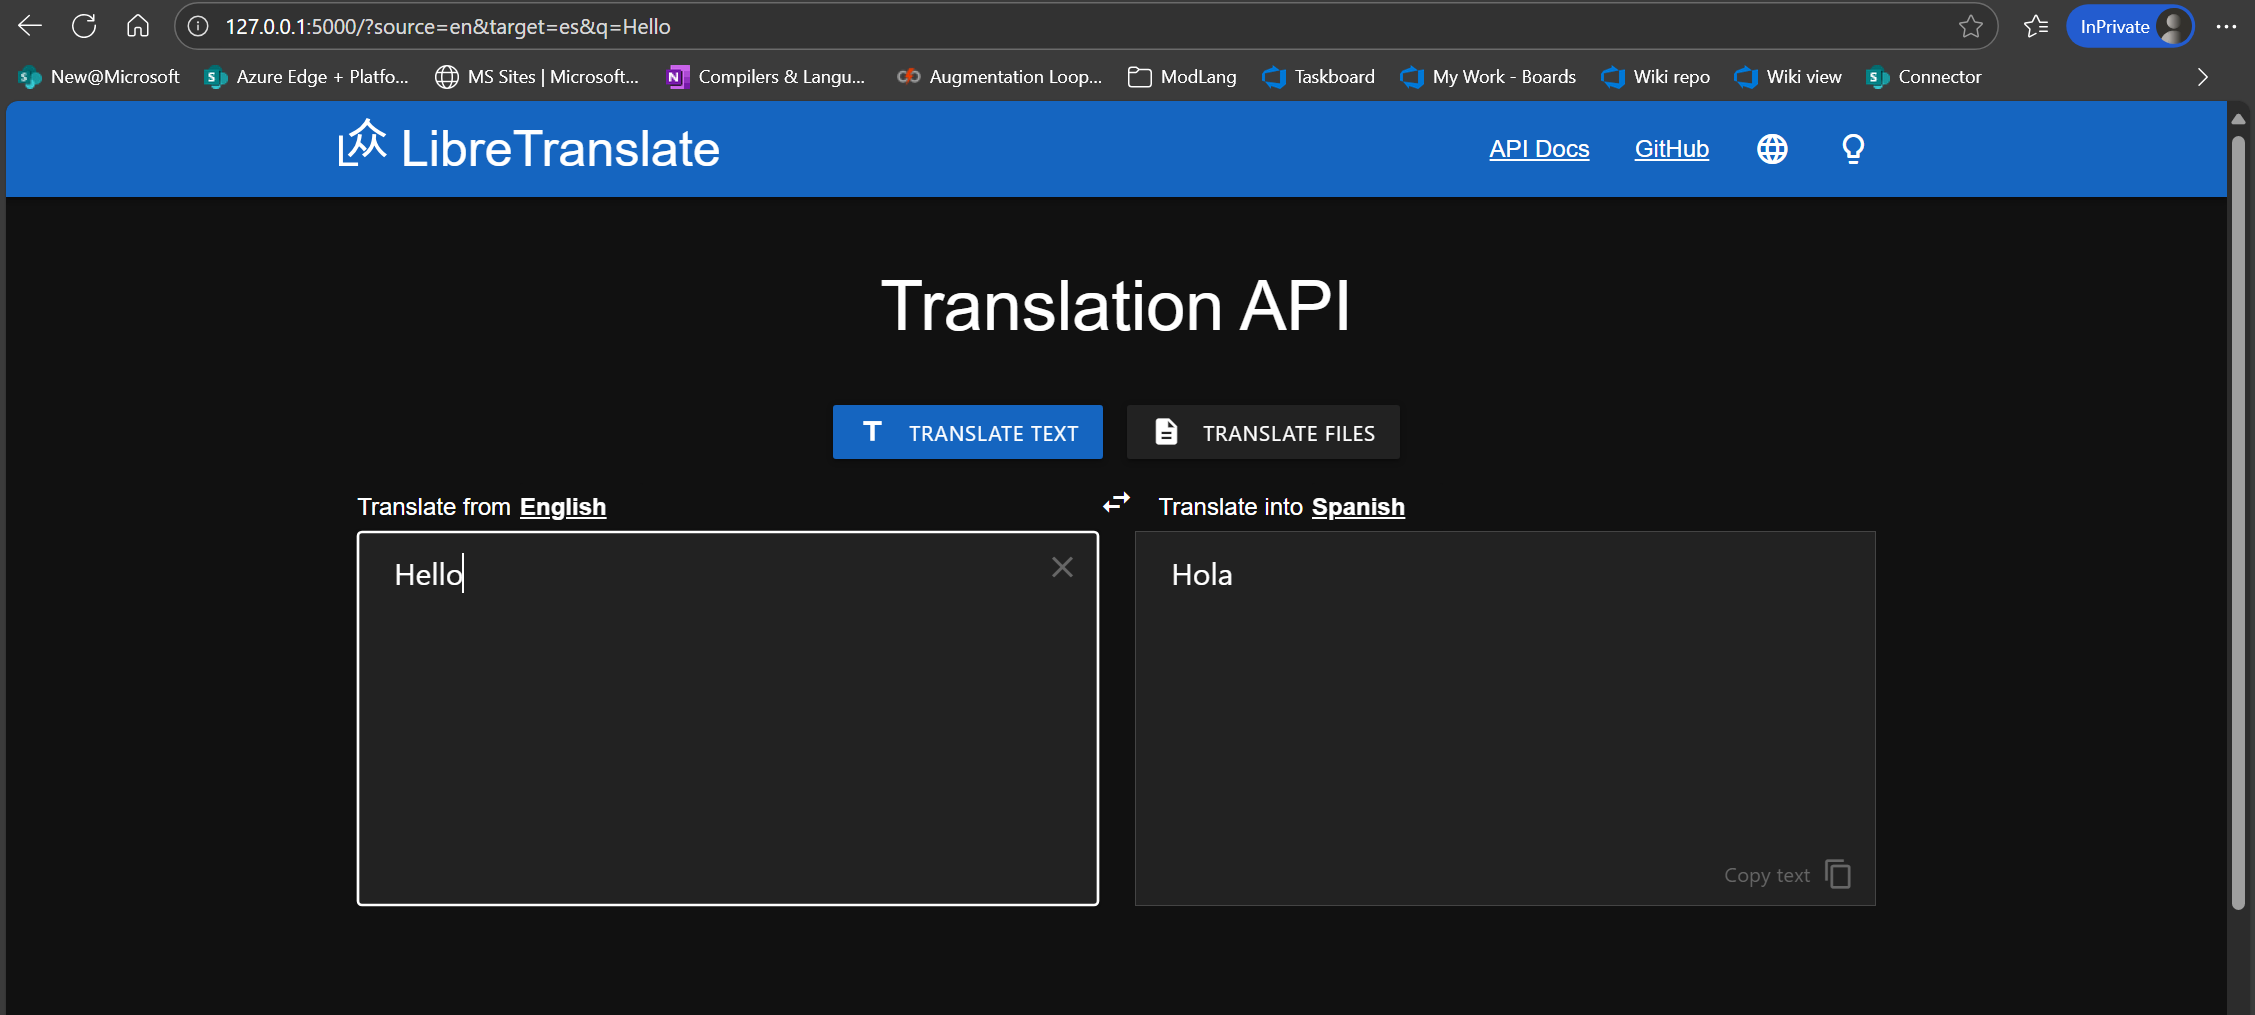 127.0.0.1:5000/?source=en&target=es&q=Hello
InPrivate
New@Microsoft
Azure Edge + Platfo...
MS Sites | Microsoft...
Compilers & Langu...
Augmentation Loop...
ModLang
Taskboard
My Work - Boards
Wiki repo
Wiki view
Connector
LibreTranslate
API Docs
GitHub
Translation API
TRANSLATE TEXT
TRANSLATE FILES
Translate from English
Translate into Spanish
Hello
Hola
Copy text